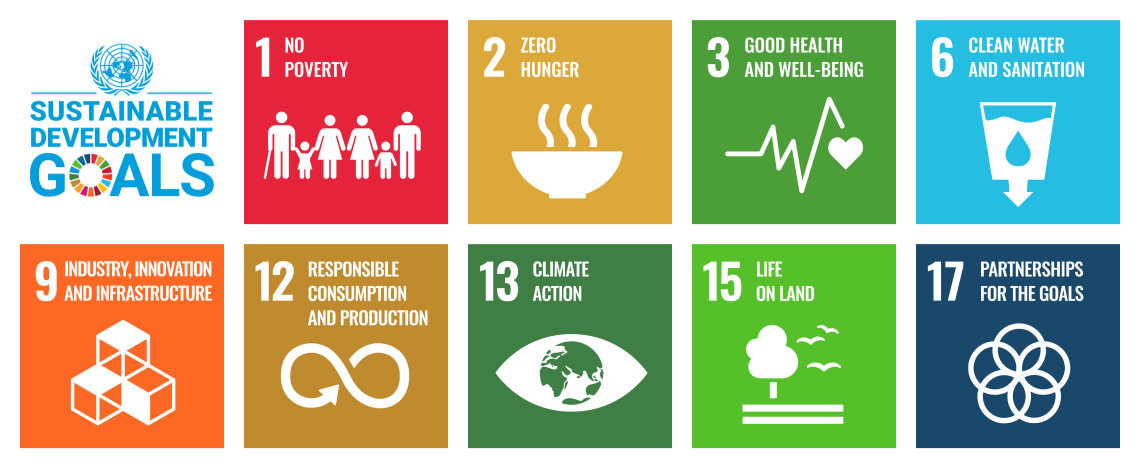 SUSTAINABLE
DEVELOPMENT
GOALS
1 NO
POVERTY
2 ZERO
HUNGER
3 GOOD HEALTH
AND WELL-BEING
6 CLEAN WATER
AND SANITATION
9 INDUSTRY, INNOVATION
AND INFRASTRUCTURE
12 RESPONSIBLE
CONSUMPTION
AND PRODUCTION
13 CLIMATE
ACTION
15 LIFE
ON LAND
17 PARTNERSHIPS
FOR THE GOALS